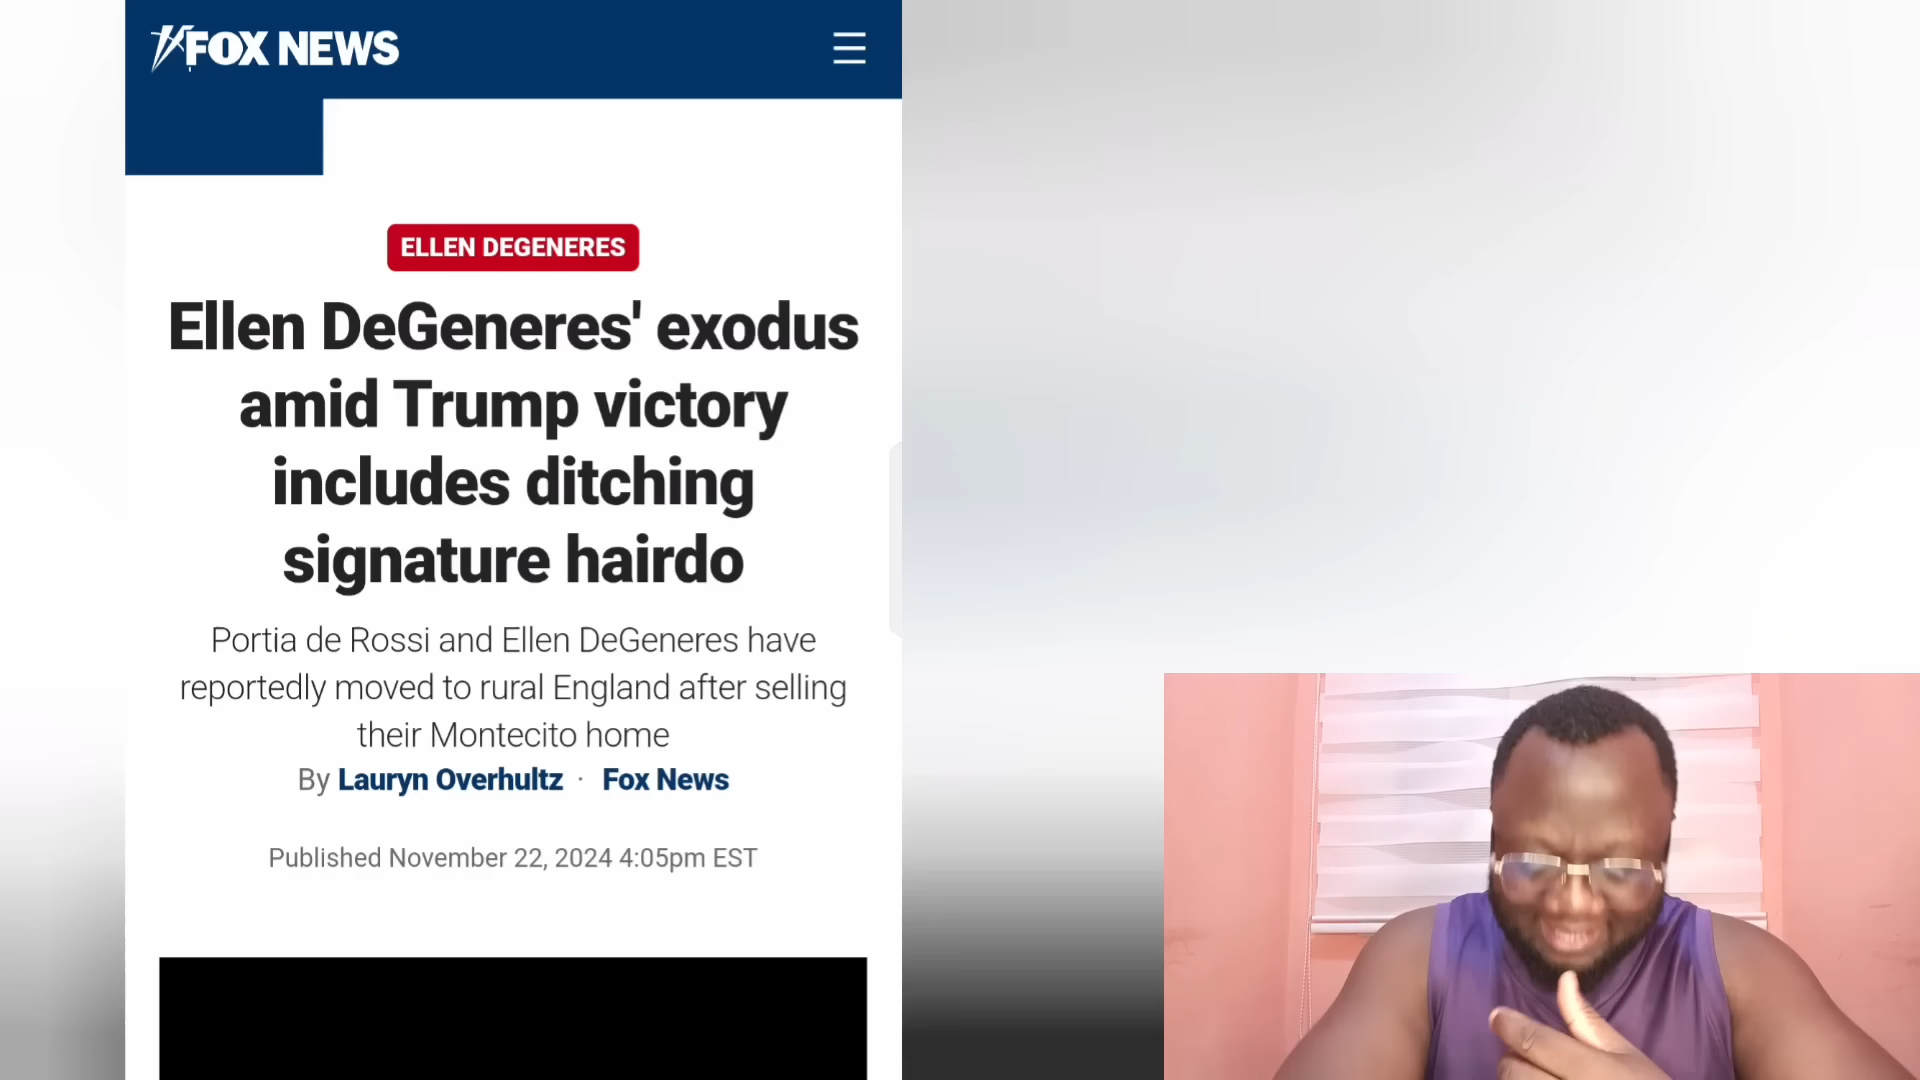 FOX NEWS
ELLEN DEGENERES
Ellen DeGeneres' exodus
amid Trump victory
includes ditching
signature hairdo
Portia de Rossi and Ellen DeGeneres have
reportedly moved to rural England after selling
their Montecito home
By Lauryn Overhultz · Fox News
Published November 22, 2024 4:05pm EST